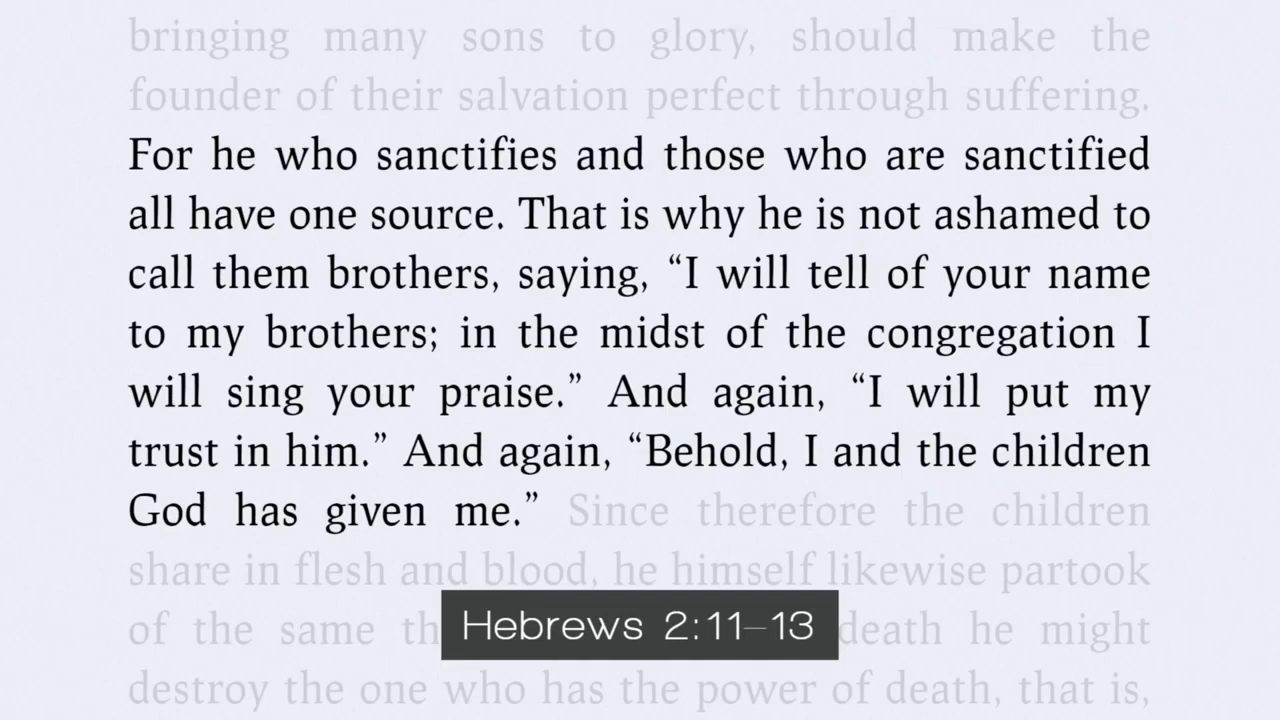 bringing many sons to glory, should make the
founder of their salvation perfect through suffering.
For he who sanctifies and those who are sanctified
all have one source. That is why he is not ashamed to
call them brothers, saying, “I will tell of your name
to my brothers; in the midst of the congregation I
will sing your praise.” And again, “I will put my
trust in him.” And again, “Behold, I and the children
God has given me.” Since therefore the children
share in flesh and blood, he himself likewise partook
of the same death he might
Hebrews 2:11–13
destroy the one who has the power of death, that is,